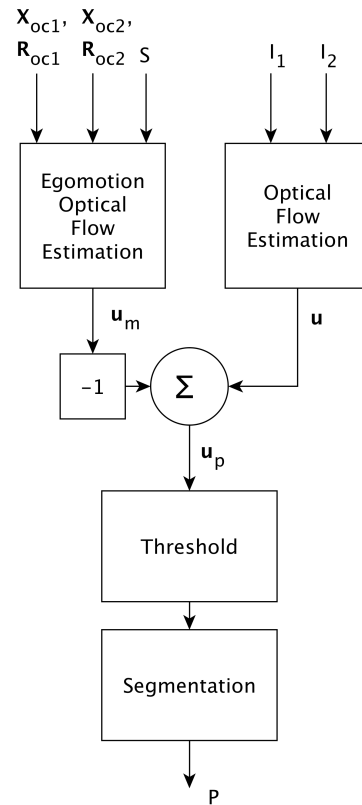 X_oc1, X_oc2,
R_oc1 R_oc2 S I_1 I_2
Egomotion
Optical
Flow
Estimation
Optical
Flow
Estimation
u_m
u
-1
Σ
u_p
Threshold
Segmentation
P